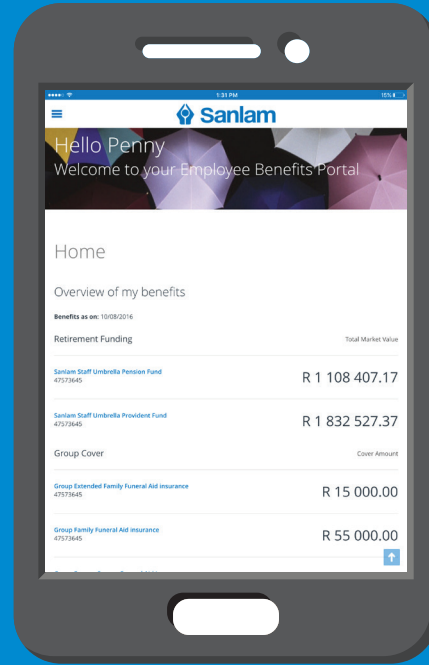 1:31 PM
15%
Sanlam
Hello Penny
Welcome to your Employee Benefits Portal
Home
Overview of my benefits
Benefits as on: 10/08/2016
Retirement Funding Total Market Value
Sanlam Staff Umbrella Pension Fund
47573645 R 1 108 407.17
Sanlam Staff Umbrella Provident Fund
47573645 R 1 832 527.37
Group Cover Cover Amount
Group Extended Family Funeral Aid insurance
47573645 R 15 000.00
Group Family Funeral Aid insurance
47573645 R 55 000.00